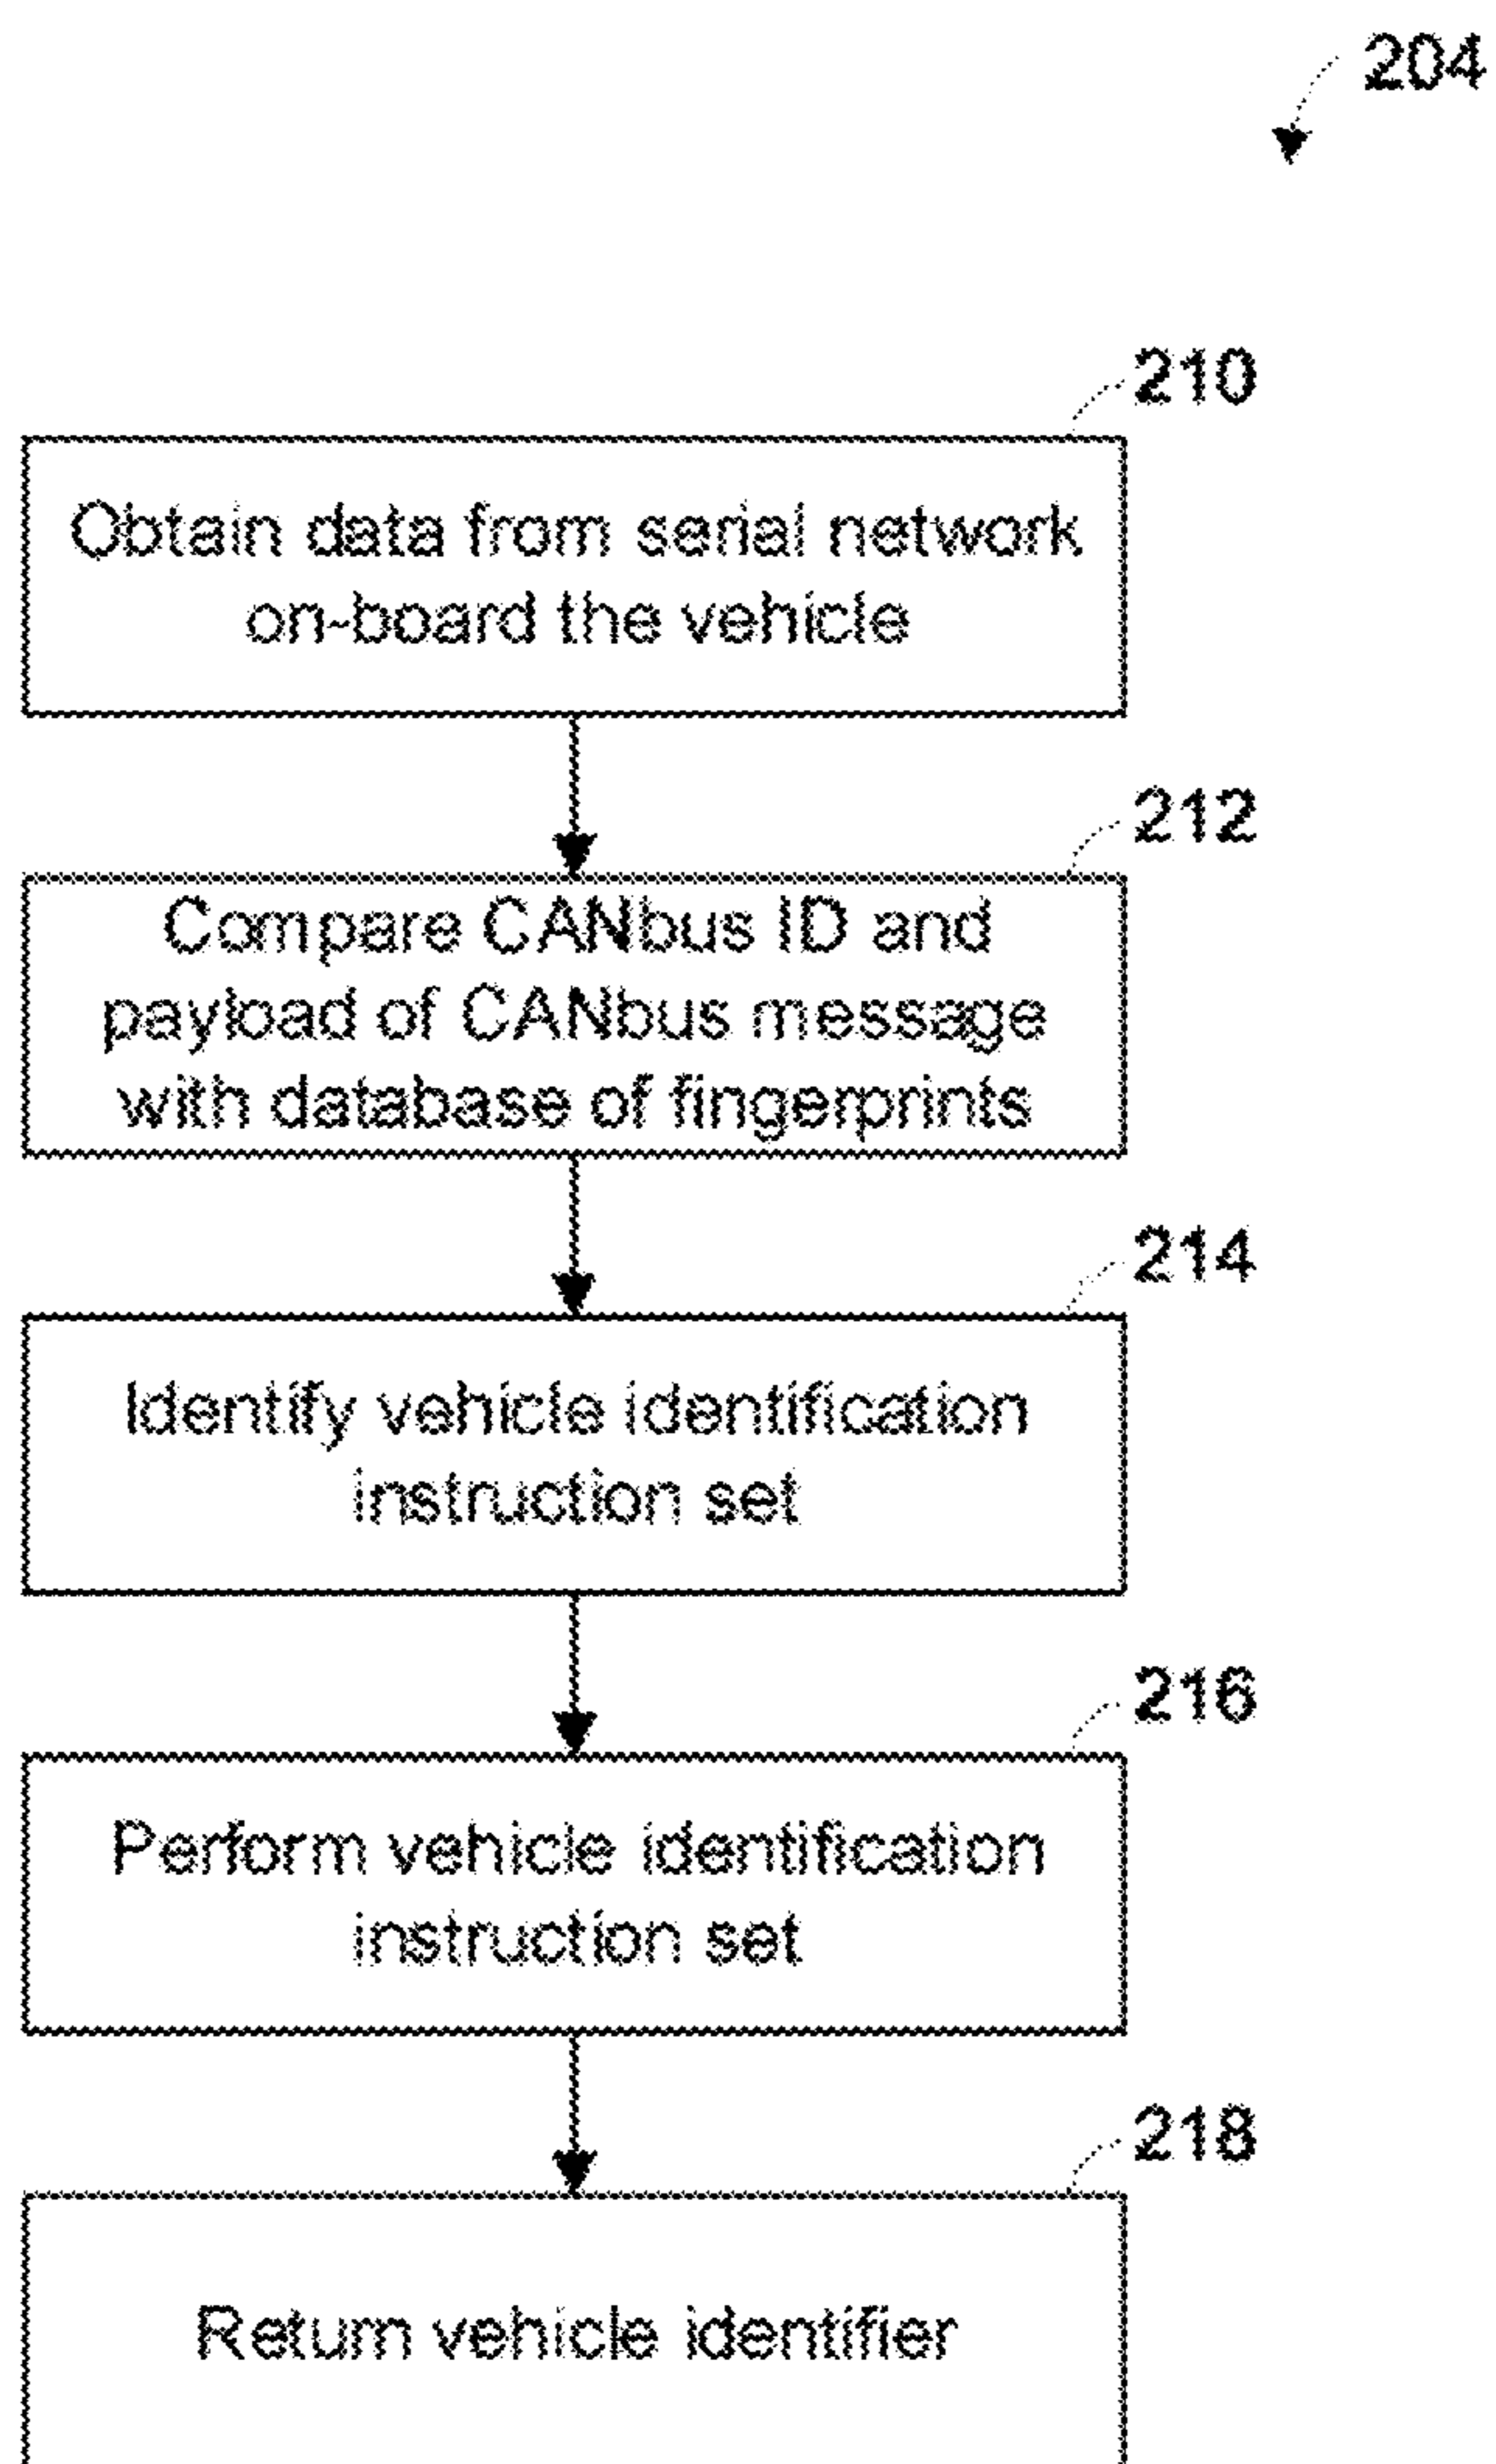 204
210
Obtain data from serial network
on-board the vehicle
212
Compare CANbus ID and
payload of CANbus message
with database of fingerprints
214
Identify vehicle identification
instruction set
216
Perform vehicle identification
instruction set
218
Return vehicle identifier